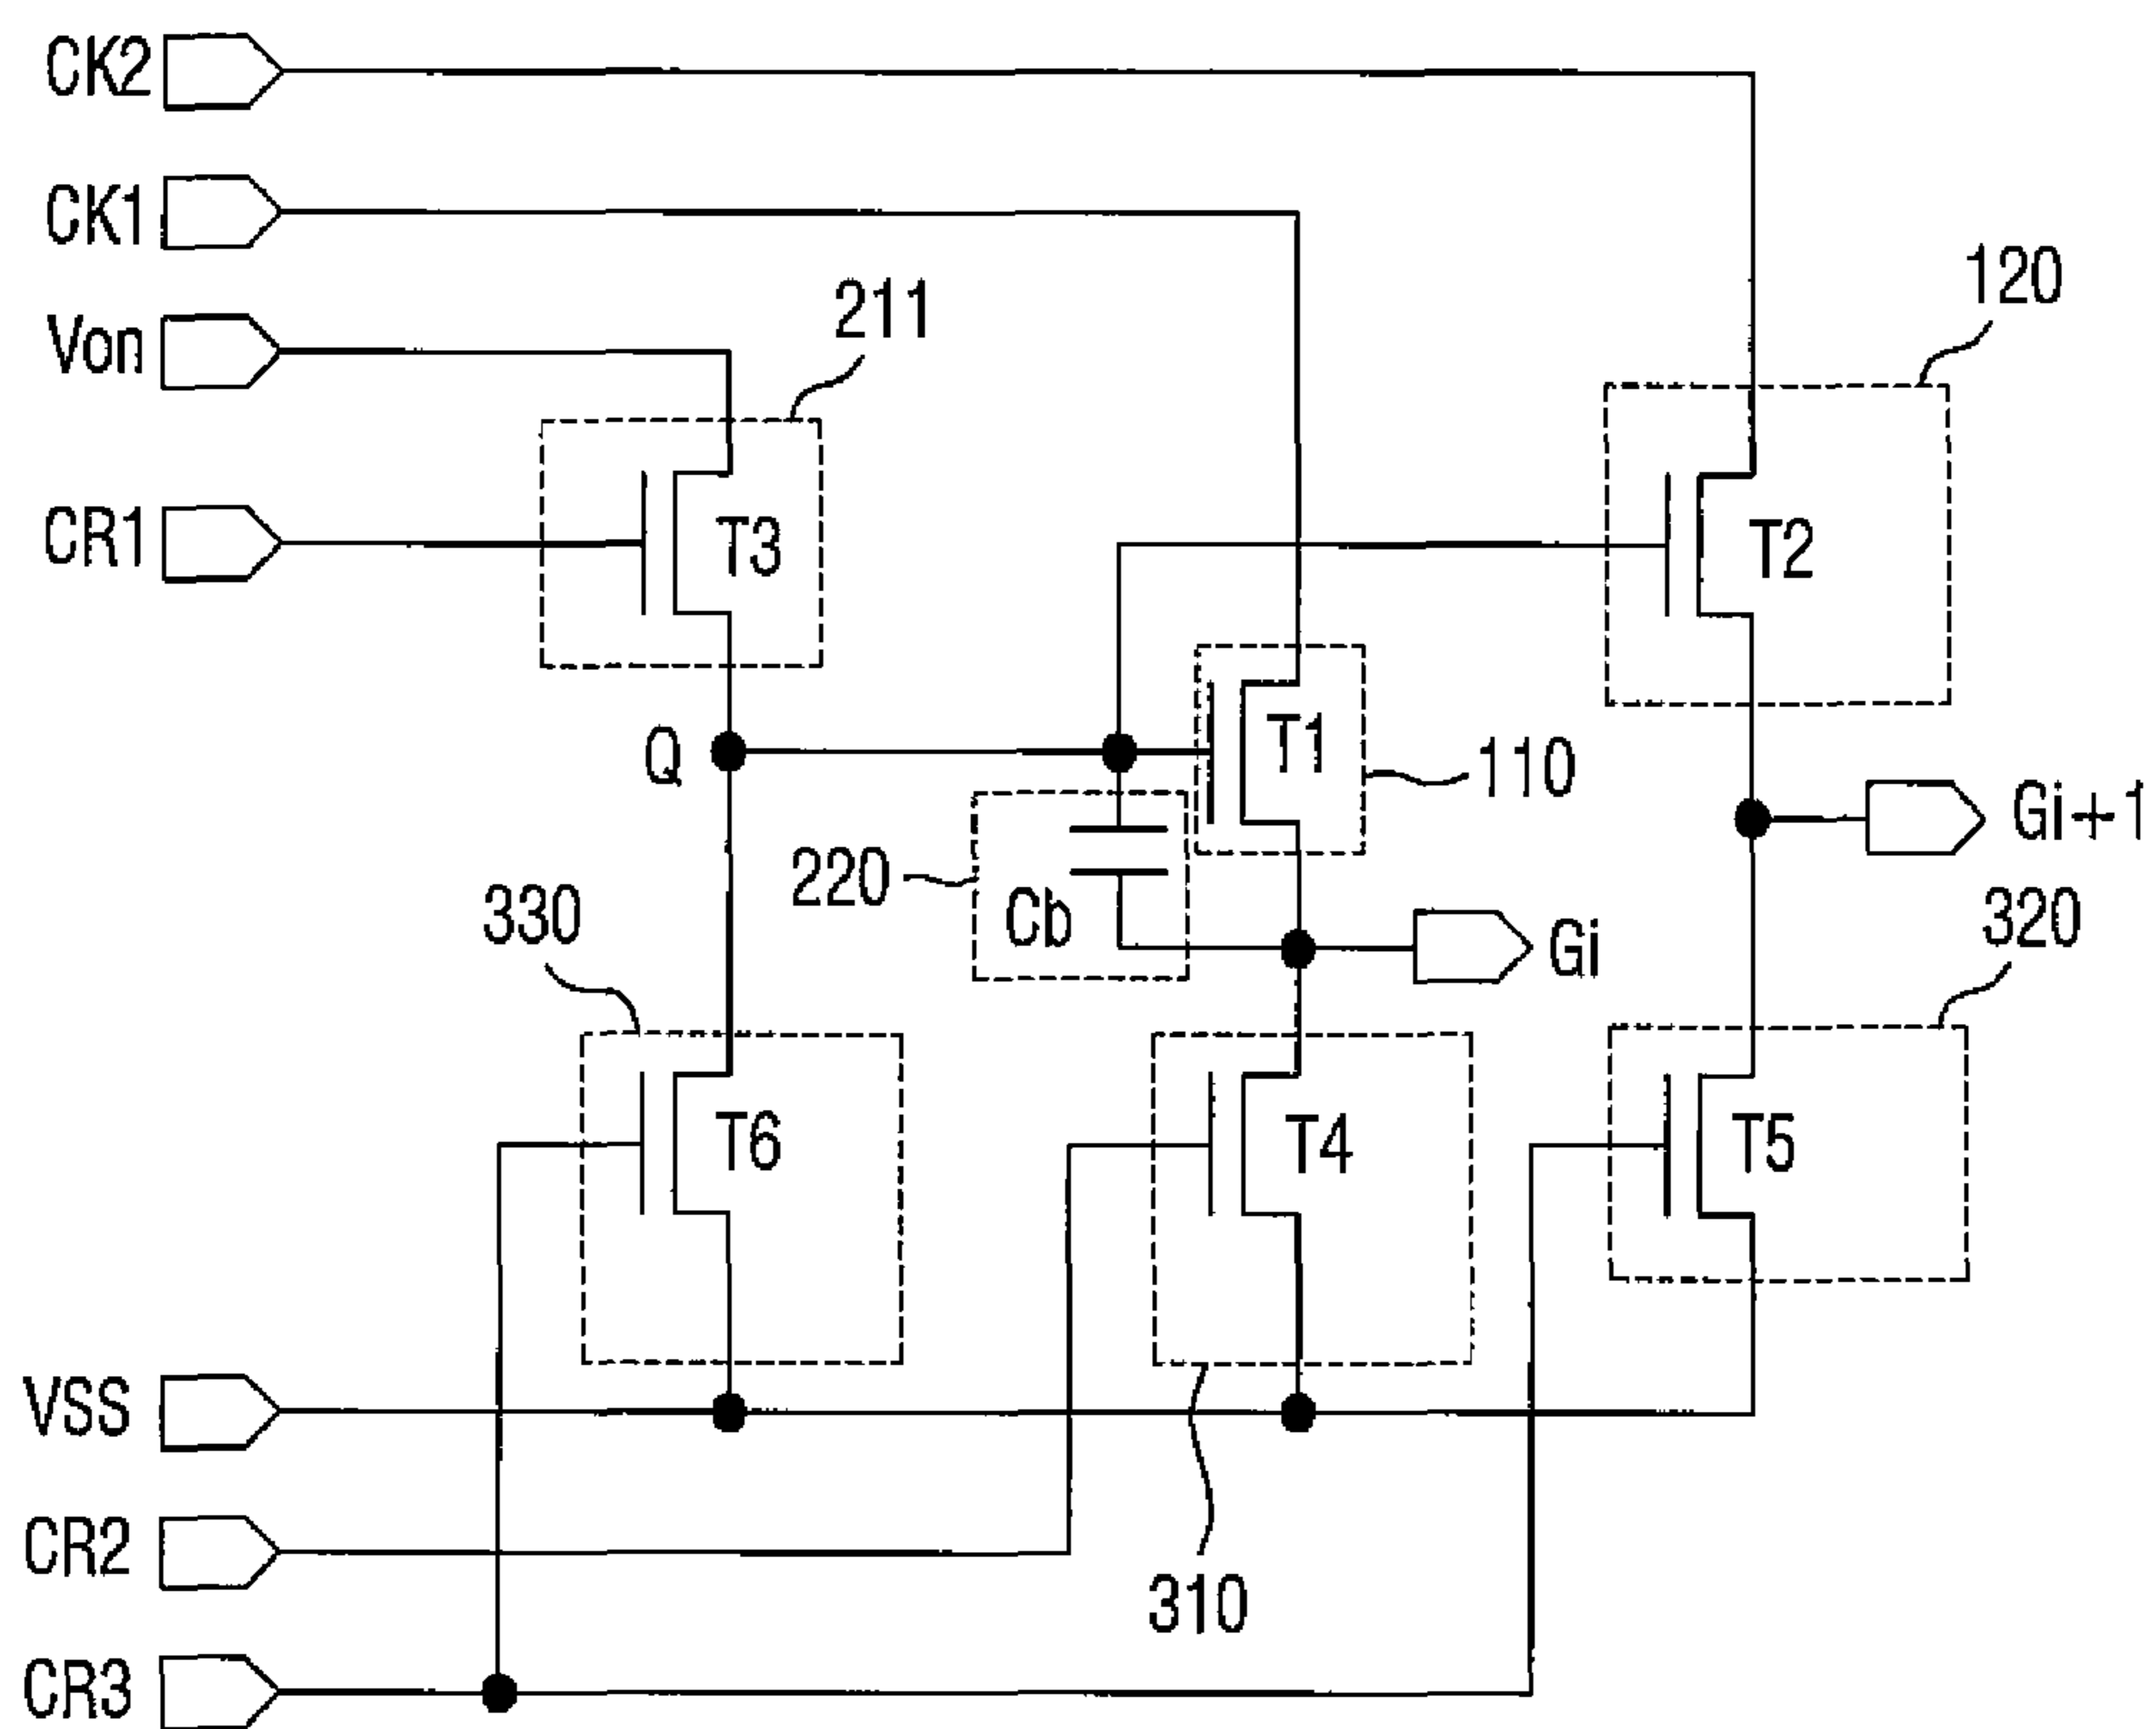 CK2
CK1
Von
211
120
CR1
T3
T2
Q
T1
110
Gi+1
220
Cb
330
Gi
320
T6
T4
T5
VSS
CR2
310
CR3